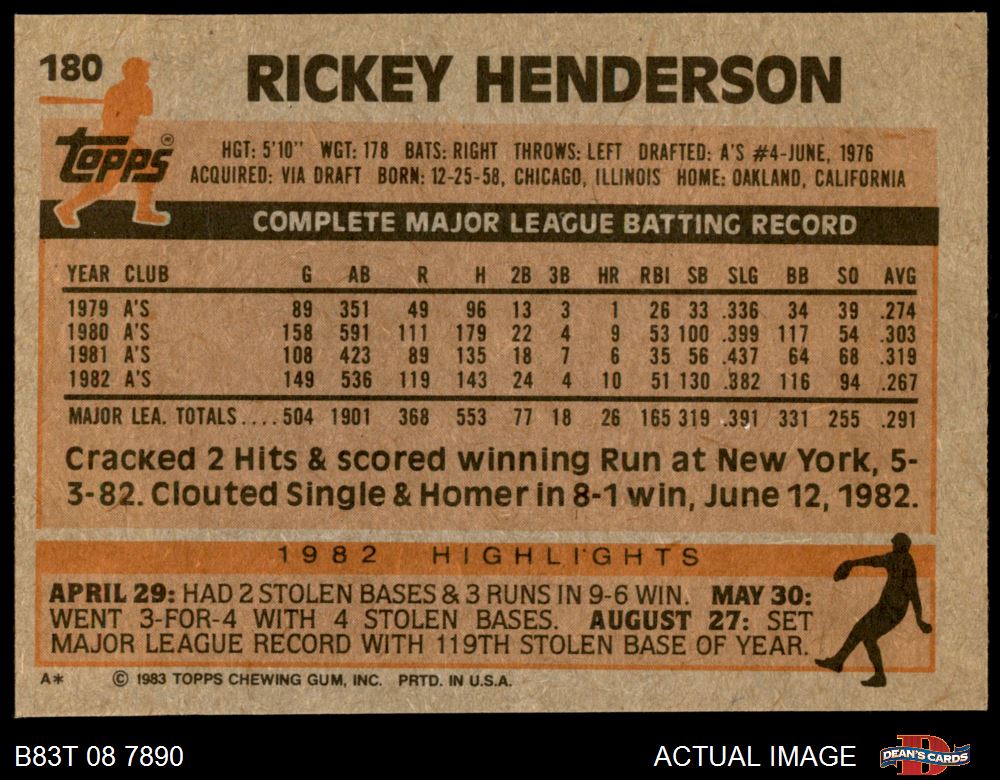 180
RICKEY HENDERSON
Topps®
HGT: 5'10" WGT: 178 BATS: RIGHT THROWS: LEFT DRAFTED: A'S #4-JUNE, 1976
ACQUIRED: VIA DRAFT BORN: 12-25-58, CHICAGO, ILLINOIS HOME: OAKLAND, CALIFORNIA
COMPLETE MAJOR LEAGUE BATTING RECORD
YEAR CLUB G AB R H 2B 3B HR RBI SB SLG BB SO AVG
1979 A'S 89 351 49 96 13 3 1 26 33 .336 34 39 .274
1980 A'S 158 591 111 179 22 4 9 53 100 .399 117 54 .303
1981 A'S 108 423 89 135 18 7 6 35 56 .437 64 68 .319
1982 A'S 149 536 119 143 24 4 10 51 130 .382 116 94 .267
MAJOR LEA. TOTALS.... 504 1901 368 553 77 18 26 165 319 .391 331 255 .291
Cracked 2 Hits & scored winning Run at New York, 5-
3-82. Clouted Single & Homer in 8-1 win, June 12, 1982.
1982 HIGHLIGHTS
APRIL 29: HAD 2 STOLEN BASES & 3 RUNS IN 9-6 WIN. MAY 30:
WENT 3-FOR-4 WITH 4 STOLEN BASES. AUGUST 27: SET
MAJOR LEAGUE RECORD WITH 119TH STOLEN BASE OF YEAR.
A* © 1983 TOPPS CHEWING GUM, INC. PRTD. IN U.S.A.
B83T 08 7890 ACTUAL IMAGE D DEAN'S CARDS